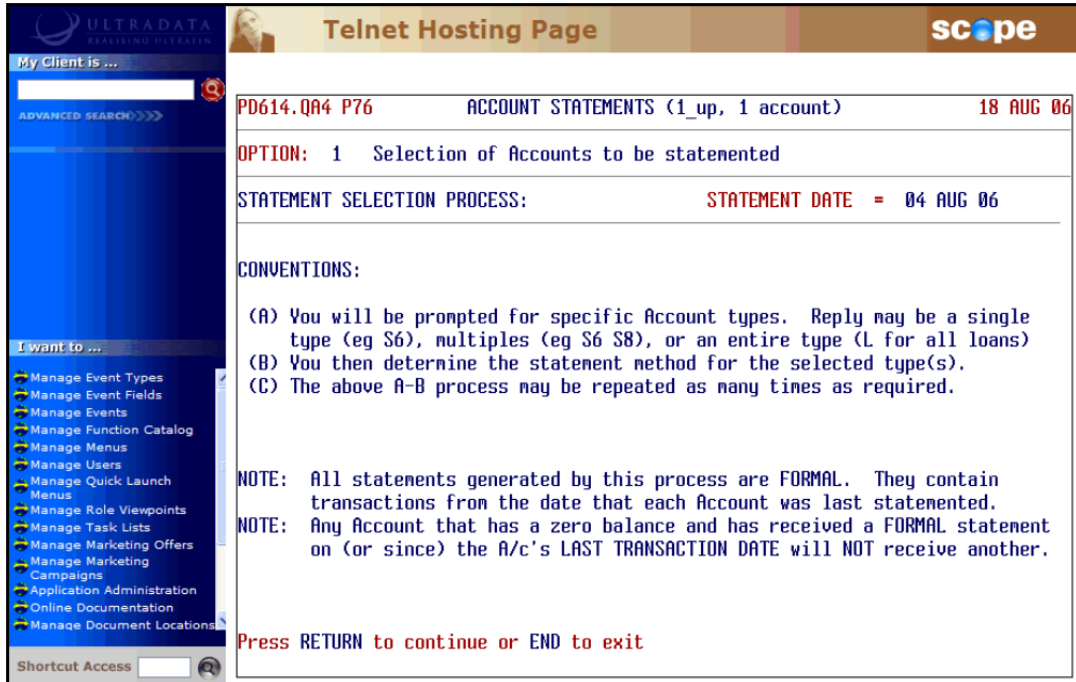 ULTRADATA
REALISING ULTRAFIN
Telnet Hosting Page
scope
My Client is ...
ADVANCED SEARCH
PD614.QA4 P76 ACCOUNT STATEMENTS (1_up, 1 account) 18 AUG 06
OPTION: 1 Selection of Accounts to be statemented
STATEMENT SELECTION PROCESS: STATEMENT DATE = 04 AUG 06
CONVENTIONS:
(A) You will be prompted for specific Account types. Reply may be a single
type (eg S6), multiples (eg S6 S8), or an entire type (L for all loans)
(B) You then determine the statement method for the selected type(s).
(C) The above A-B process may be repeated as many times as required.
NOTE: All statements generated by this process are FORMAL. They contain
transactions from the date that each Account was last statemented.
NOTE: Any Account that has a zero balance and has received a FORMAL statement
on (or since) the A/c's LAST TRANSACTION DATE will NOT receive another.
Press RETURN to continue or END to exit
I want to ...
Manage Event Types
Manage Event Fields
Manage Events
Manage Function Catalog
Manage Menus
Manage Users
Manage Quick Launch
Menus
Manage Role Viewpoints
Manage Task Lists
Manage Marketing Offers
Manage Marketing
Campaigns
Application Administration
Online Documentation
Manage Document Locations
Shortcut Access